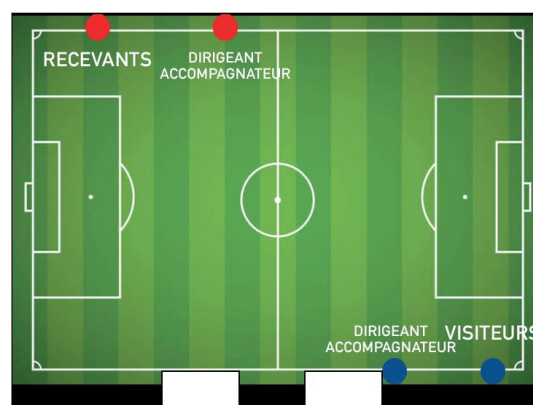 RECEVANTS
DIRIGEANT
ACCOMPAGNATEUR
DIRIGEANT
ACCOMPAGNATEUR
VISITEURS